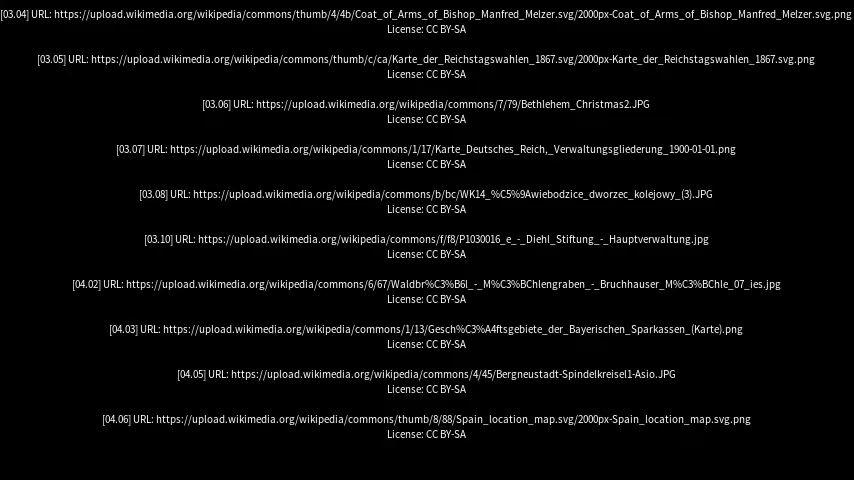 [03.04] URL: https://upload.wikimedia.org/wikipedia/commons/thumb/4/4b/Coat_of_Arms_of_Bishop_Manfred_Melzer.svg/2000px-Coat_of_Arms_of_Bishop_Manfred_Melzer.svg.png
License: CC BY-SA
[03.05] URL: https://upload.wikimedia.org/wikipedia/commons/thumb/c/ca/Karte_der_Reichstagswahlen_1867.svg/2000px-Karte_der_Reichstagswahlen_1867.svg.png
License: CC BY-SA
[03.06] URL: https://upload.wikimedia.org/wikipedia/commons/7/79/Bethlehem_Christmas2.JPG
License: CC BY-SA
[03.07] URL: https://upload.wikimedia.org/wikipedia/commons/1/17/Karte_Deutsches_Reich,_Verwaltungsgliederung_1900-01-01.png
License: CC BY-SA
[03.08] URL: https://upload.wikimedia.org/wikipedia/commons/b/bc/WK14_%C5%9Awiebodzice_dworzec_kolejowy_(3).JPG
License: CC BY-SA
[03.10] URL: https://upload.wikimedia.org/wikipedia/commons/f/f8/P1030016_e_-_Diehl_Stiftung_-_Hauptverwaltung.jpg
License: CC BY-SA
[04.02] URL: https://upload.wikimedia.org/wikipedia/commons/6/67/Waldbr%C3%B6l_-_M%C3%BChlengraben_-_Bruchhauser_M%C3%BChle_07_ies.jpg
License: CC BY-SA
[04.03] URL: https://upload.wikimedia.org/wikipedia/commons/1/13/Gesch%C3%A4ftsgebiete_der_Bayerischen_Sparkassen_(Karte).png
License: CC BY-SA
[04.05] URL: https://upload.wikimedia.org/wikipedia/commons/4/45/Bergneustadt-Spindelkreisel1-Asio.JPG
License: CC BY-SA
[04.06] URL: https://upload.wikimedia.org/wikipedia/commons/thumb/8/88/Spain_location_map.svg/2000px-Spain_location_map.svg.png
License: CC BY-SA